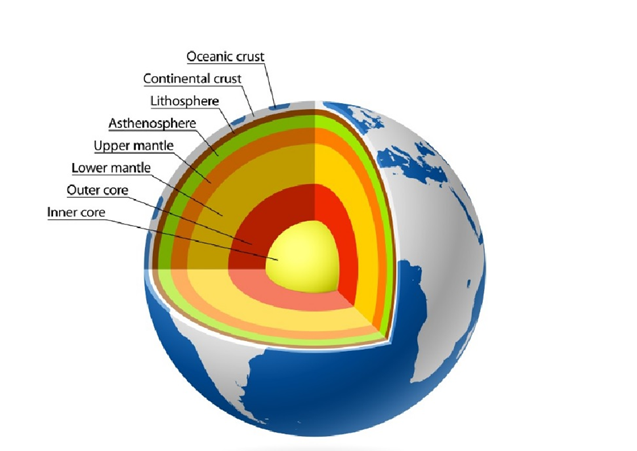 Oceanic crust
Continental crust
Lithosphere
Asthenosphere
Upper mantle
Lower mantle
Outer core
Inner core